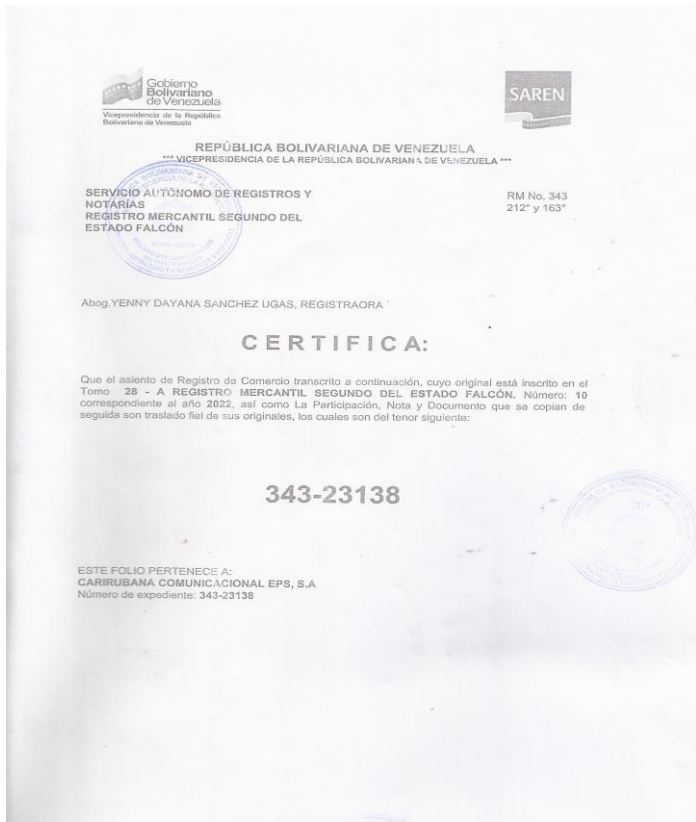 Gobierno
Bolivariano
de Venezuela
Vicepresidencia de la República
Bolivariana de Venezuela
SAREN
REPÚBLICA BOLIVARIANA DE VENEZUELA
*** VICEPRESIDENCIA DE LA REPÚBLICA BOLIVARIANA DE VENEZUELA ***
SERVICIO AUTÓNOMO DE REGISTROS Y
NOTARÍAS
REGISTRO MERCANTIL SEGUNDO DEL
ESTADO FALCÓN
RM No. 343
212° y 163°
Abog.YENNY DAYANA SANCHEZ UGAS, REGISTRAORA
CERTIFICA:
Que el asiento de Registro de Comercio transcrito a continuación, cuyo original está inscrito en el
Tomo 28 - A REGISTRO MERCANTIL SEGUNDO DEL ESTADO FALCÓN. Número: 10
correspondiente al año 2022, así como La Participación, Nota y Documento que se copian de
seguida son traslado fiel de sus originales, los cuales son del tenor siguiente:
343-23138
ESTE FOLIO PERTENECE A:
CARIRUBANA COMUNICACIONAL EPS, S.A
Número de expediente: 343-23138